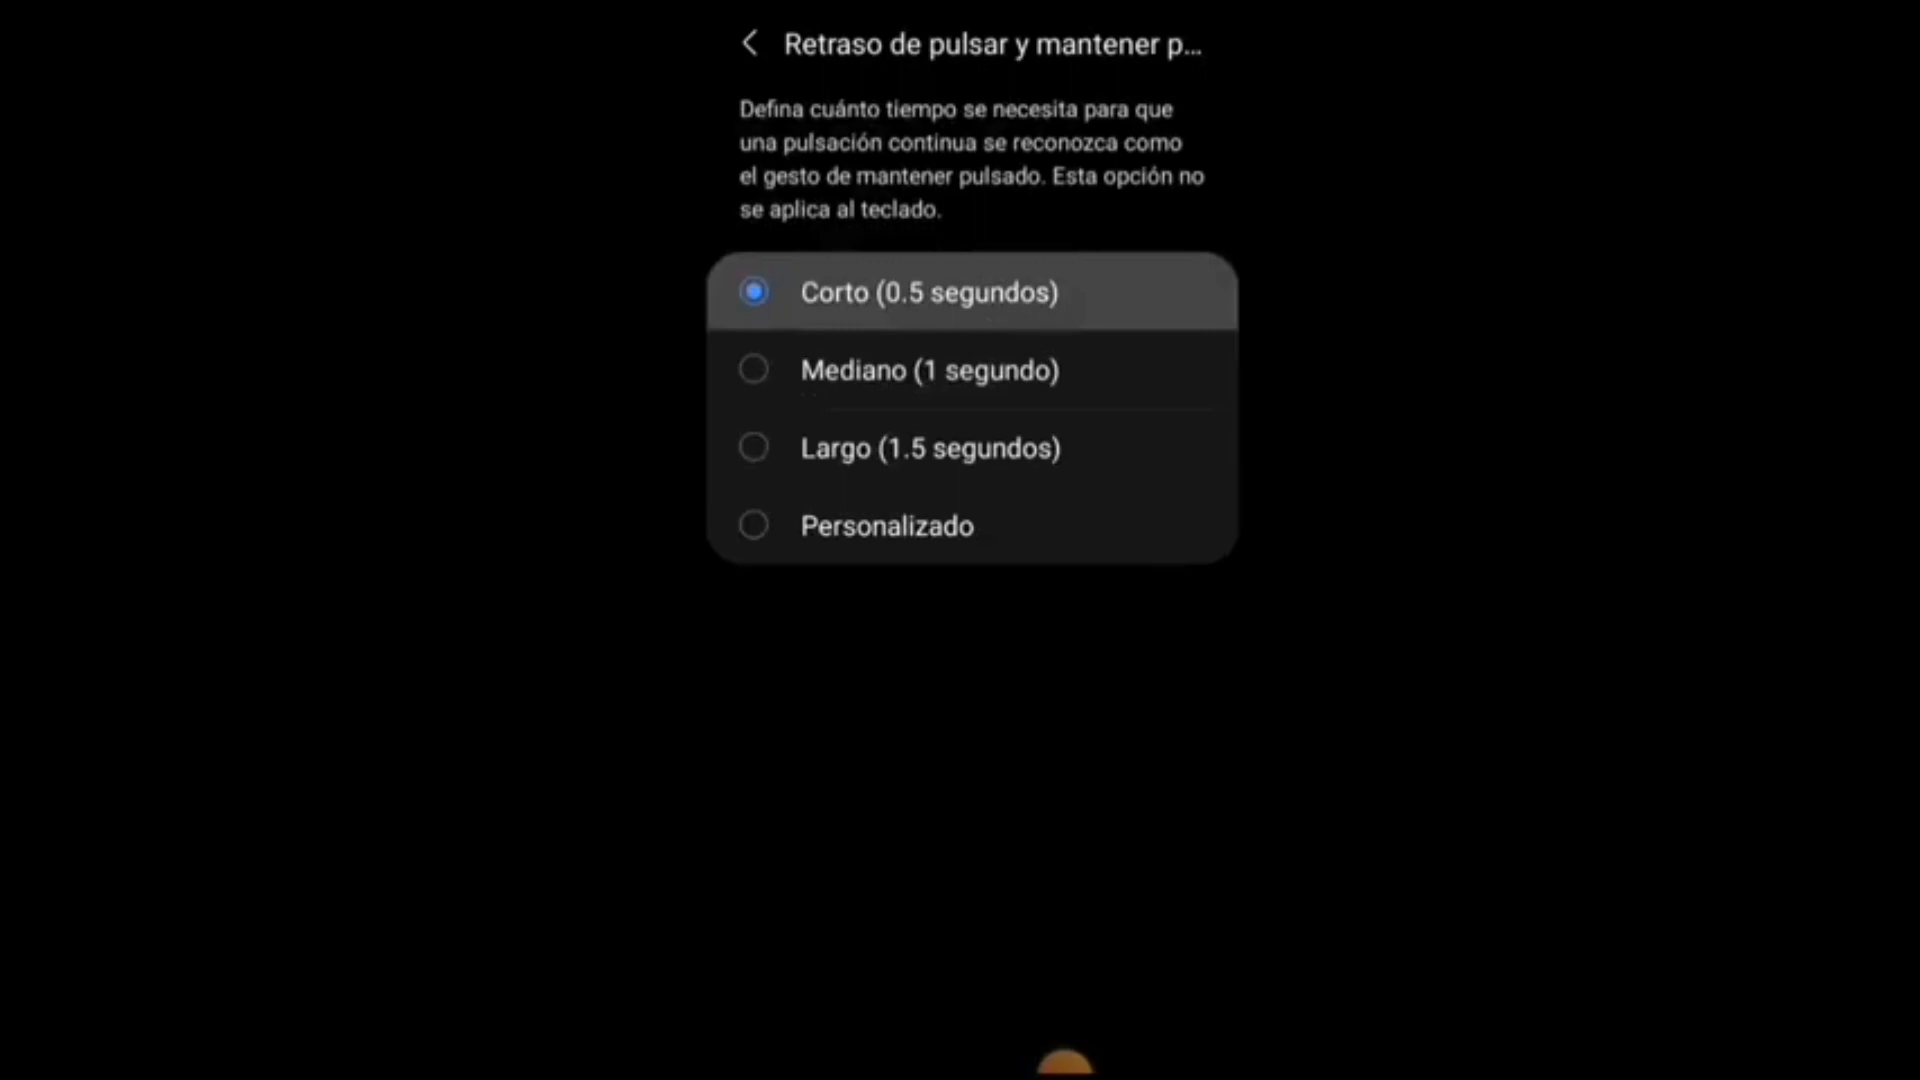 Retraso de pulsar y mantener p...
Defina cuánto tiempo se necesita para que
una pulsación continua se reconozca como
el gesto de mantener pulsado. Esta opción no
se aplica al teclado.
Corto (0.5 segundos)
Mediano (1 segundo)
Largo (1.5 segundos)
Personalizado